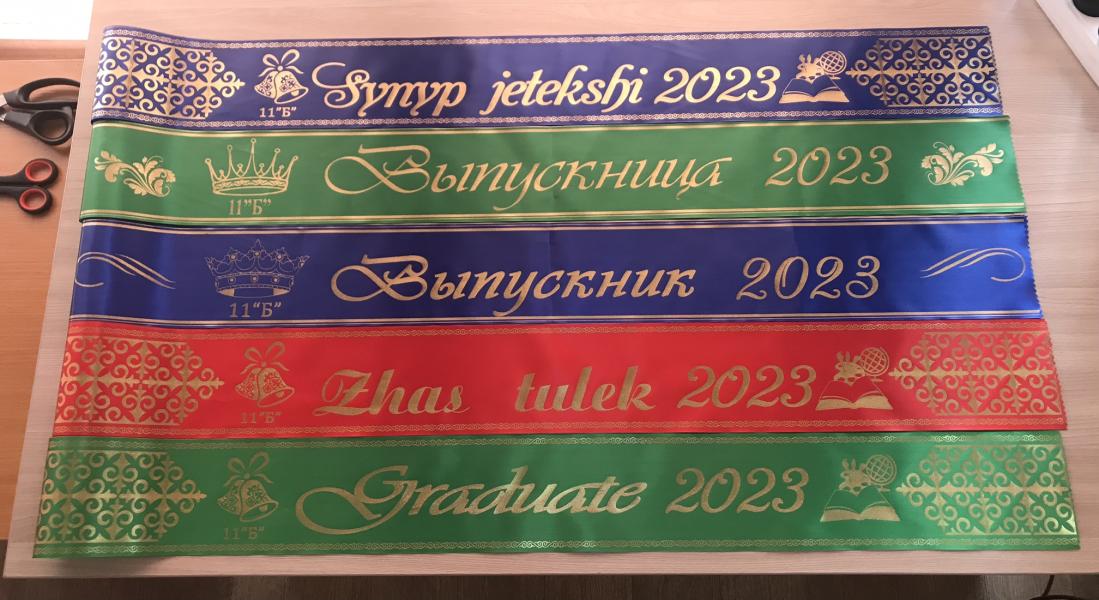 Synyp jetekshi 2023
11"Б"
Выпускница 2023
11"Б"
Выпускник 2023
11"Б"
Zhas tulek 2023
11"Б"
Graduate 2023
11"Б"